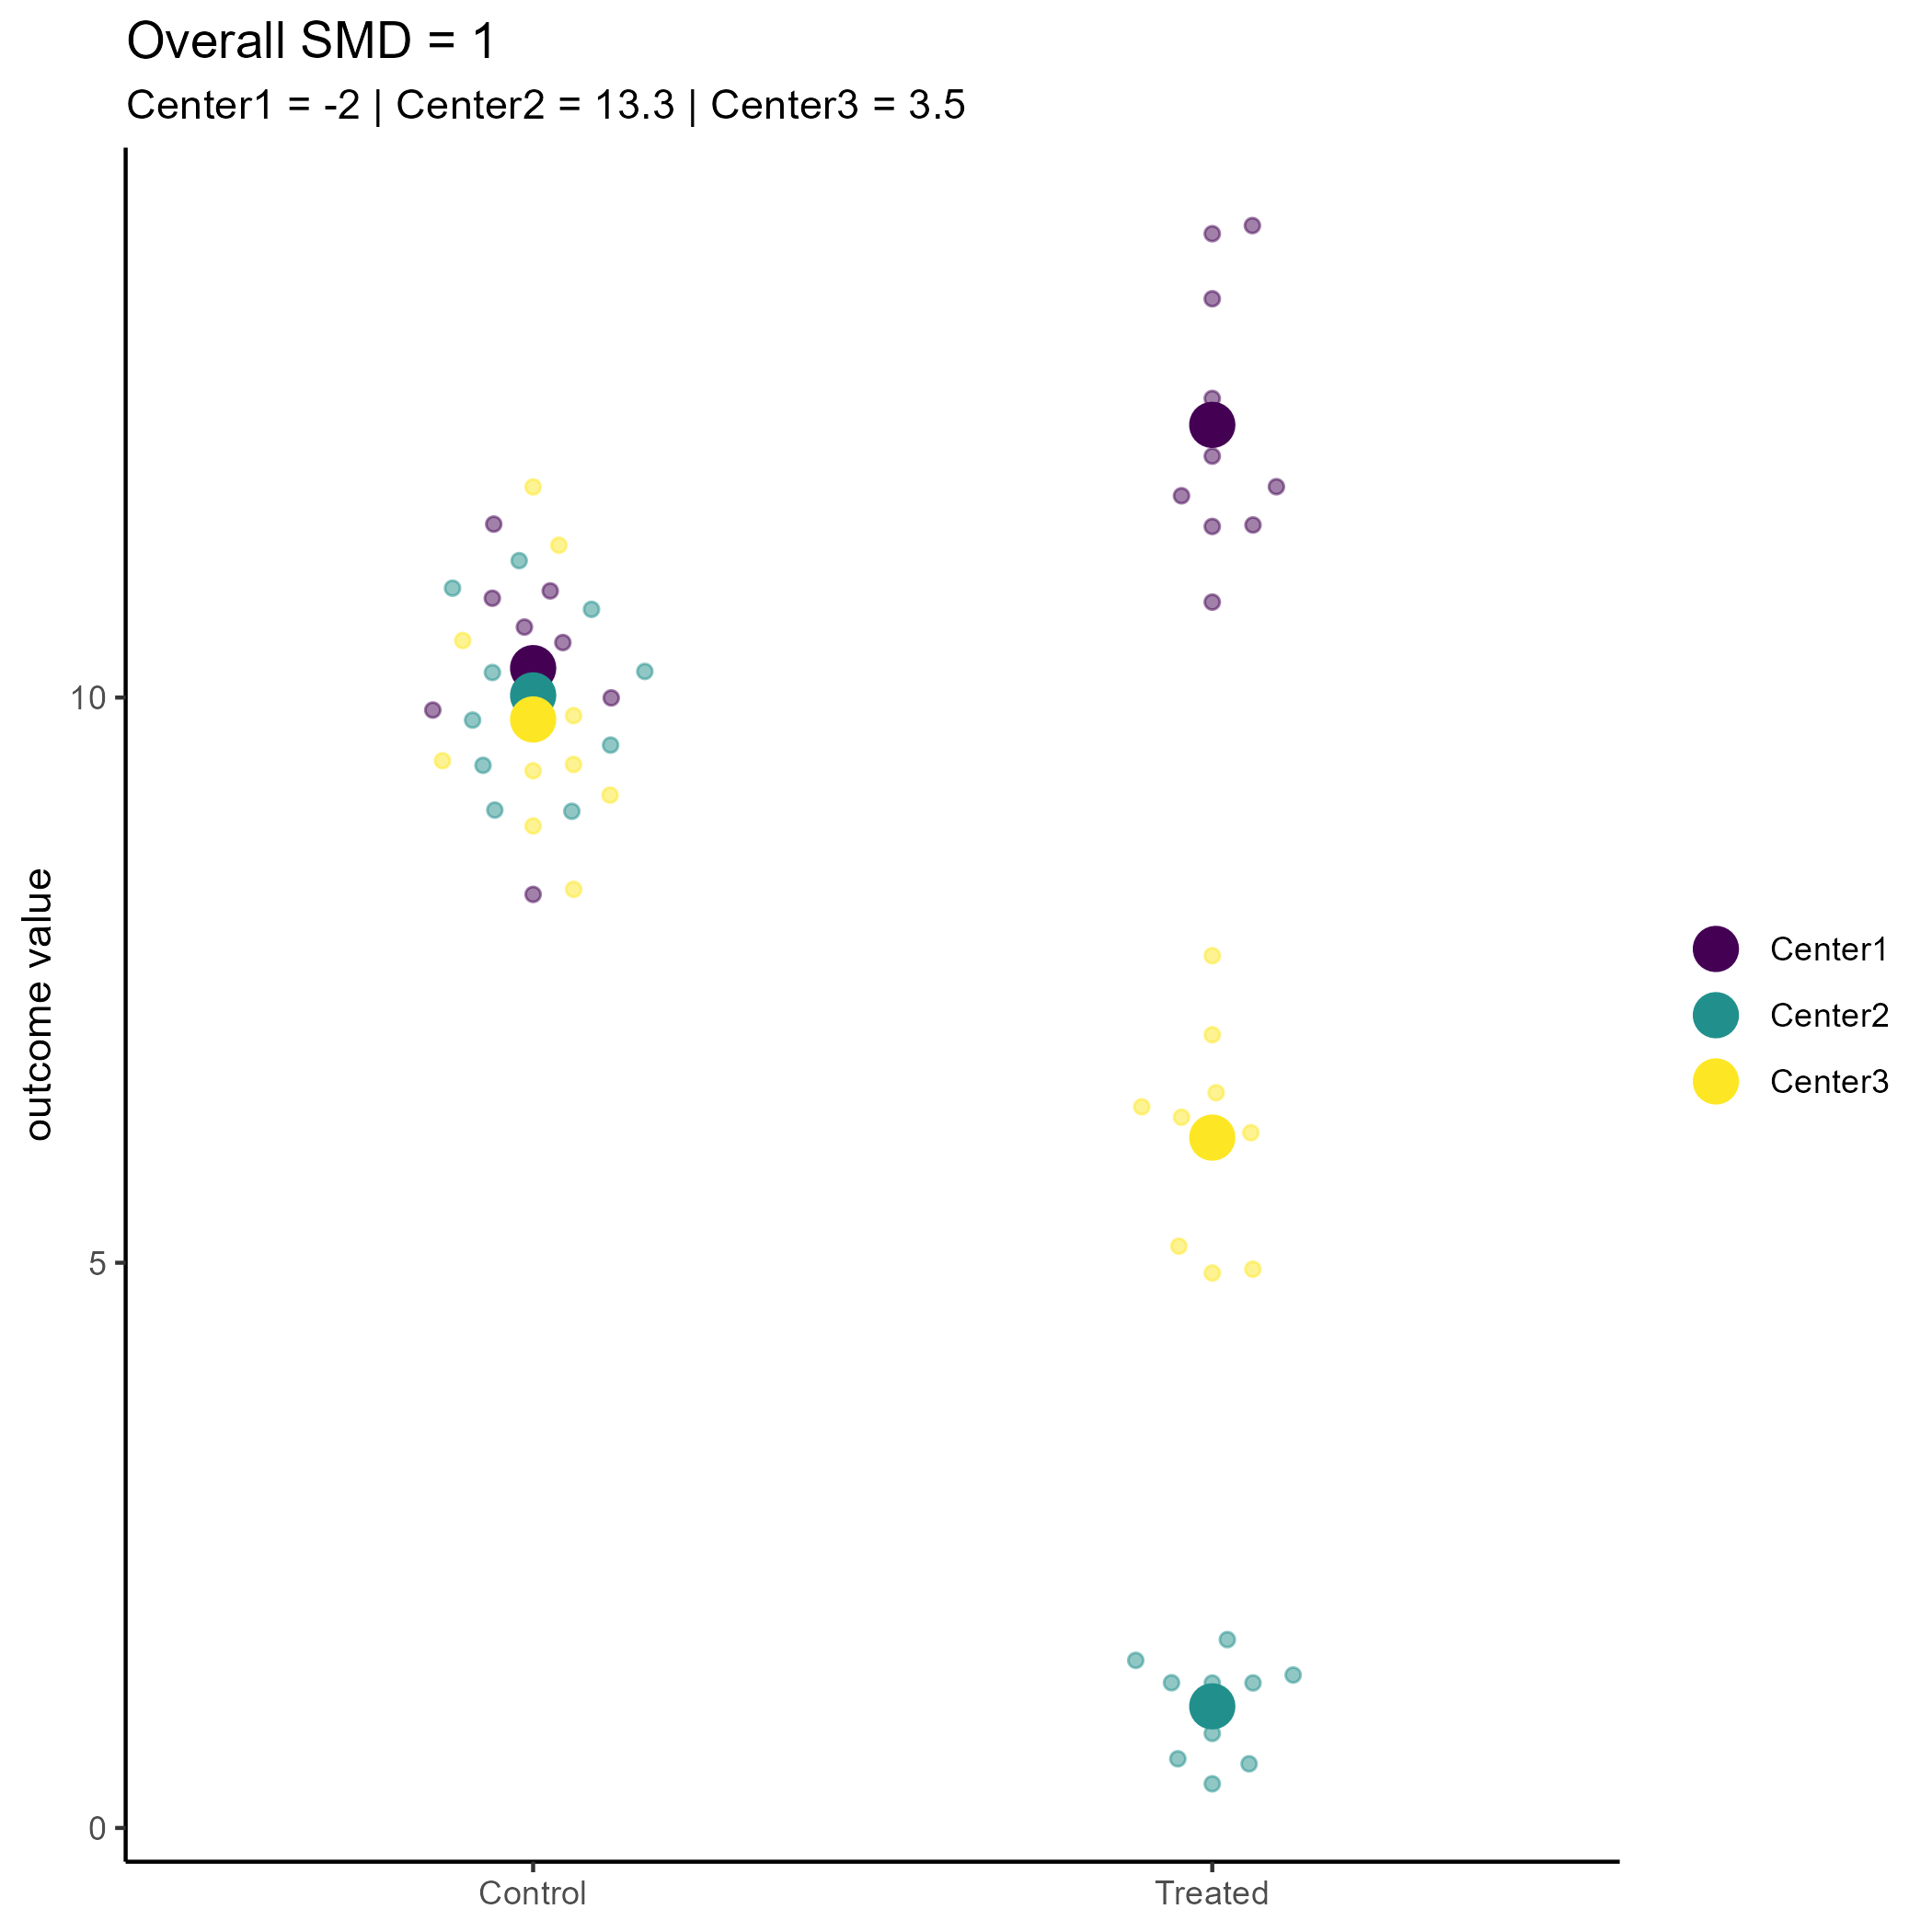 Overall SMD = 1
Center1 = -2 | Center2 = 13.3 | Center3 = 3.5
outcome value
10
5
0
Control
Treated
Center1
Center2
Center3